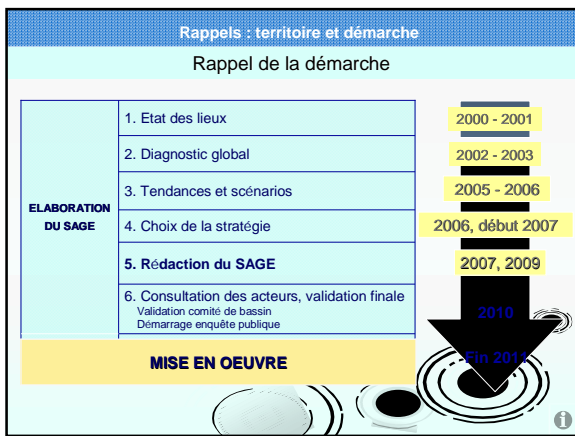 Rappels : territoire et démarche
Rappel de la démarche
ELABORATION
DU SAGE
1. Etat des lieux
2000 - 2001
2. Diagnostic global
2002 - 2003
3. Tendances et scénarios
2005 - 2006
4. Choix de la stratégie
2006, début 2007
5. Rédaction du SAGE
2007, 2009
6. Consultation des acteurs, validation finale
Validation comité de bassin
Démarrage enquête publique
2010
MISE EN OEUVRE
Fin 2011